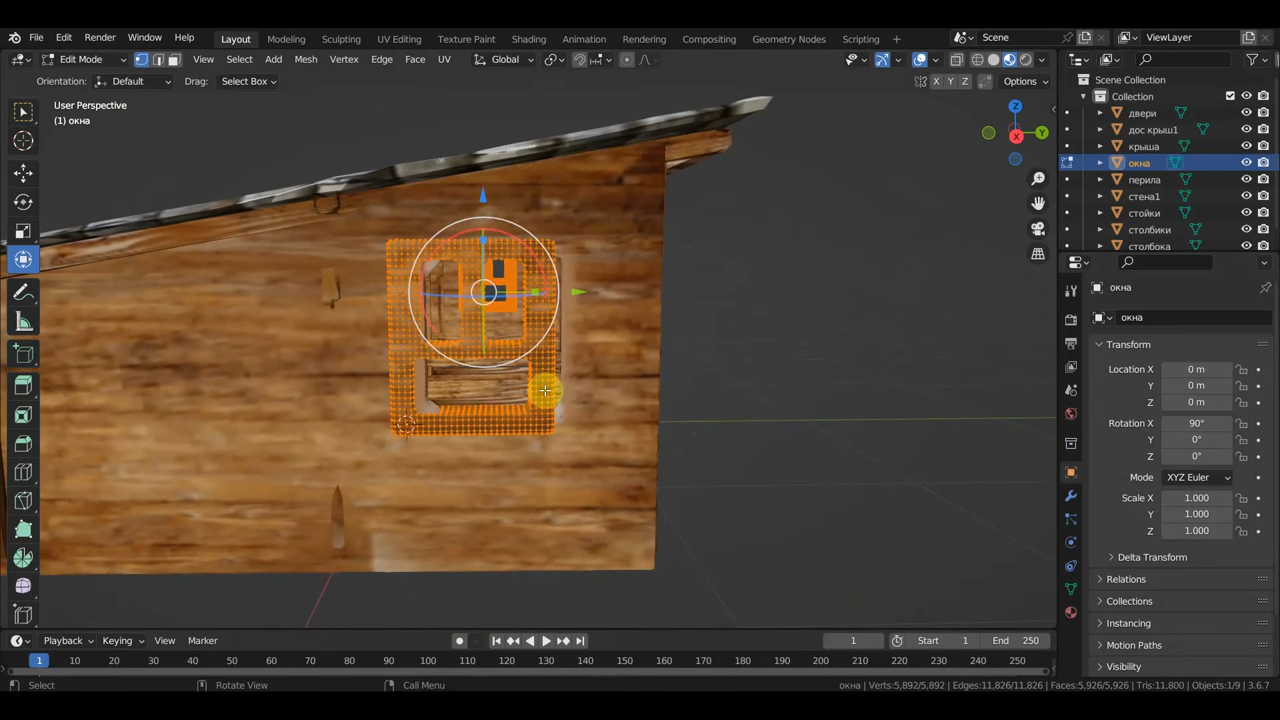 File Edit Render Window Help Layout Modeling Sculpting UV Editing Texture Paint Shading Animation Rendering Compositing Geometry Nodes Scripting Scene ViewLayer
Edit Mode View Select Add Mesh Vertex Edge Face UV Global Options
Orientation: Default Drag: Select Box X Y Z
User Perspective
(1) окна
Z
Y
X
Scene Collection
Collection
двери
дос крыш1
крыша
окна
перила
стена1
стойки
столбики
столбока
окна
окна
Transform
Location X 0 m
Y 0 m
Z 0 m
Rotation X 90°
Y 0°
Z 0°
Mode XYZ Euler
Scale X 1.000
Y 1.000
Z 1.000
Delta Transform
Relations
Collections
Instancing
Motion Paths
Visibility
Playback Keying View Marker 1 Start 1 End 250
1 10 20 30 40 50 60 70 80 90 100 110 120 130 140 150 160 170 180 190 200 210 220 230 240 250
Select Rotate View Call Menu окна | Verts:5,892/5,892 | Edges:11,826/11,826 | Faces:5,926/5,926 | Tris:11,800 | Objects:1/9 | 3.6.7